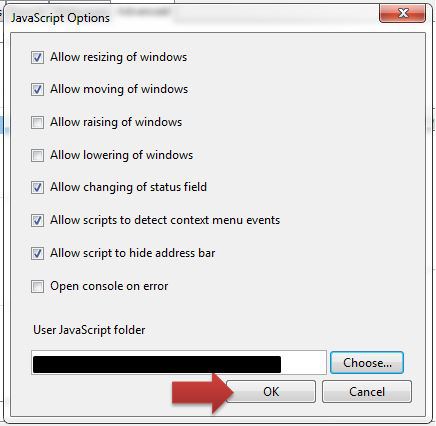 JavaScript Options
Allow resizing of windows
Allow moving of windows
Allow raising of windows
Allow lowering of windows
Allow changing of status field
Allow scripts to detect context menu events
Allow script to hide address bar
Open console on error
User JavaScript folder
Choose...
OK
Cancel